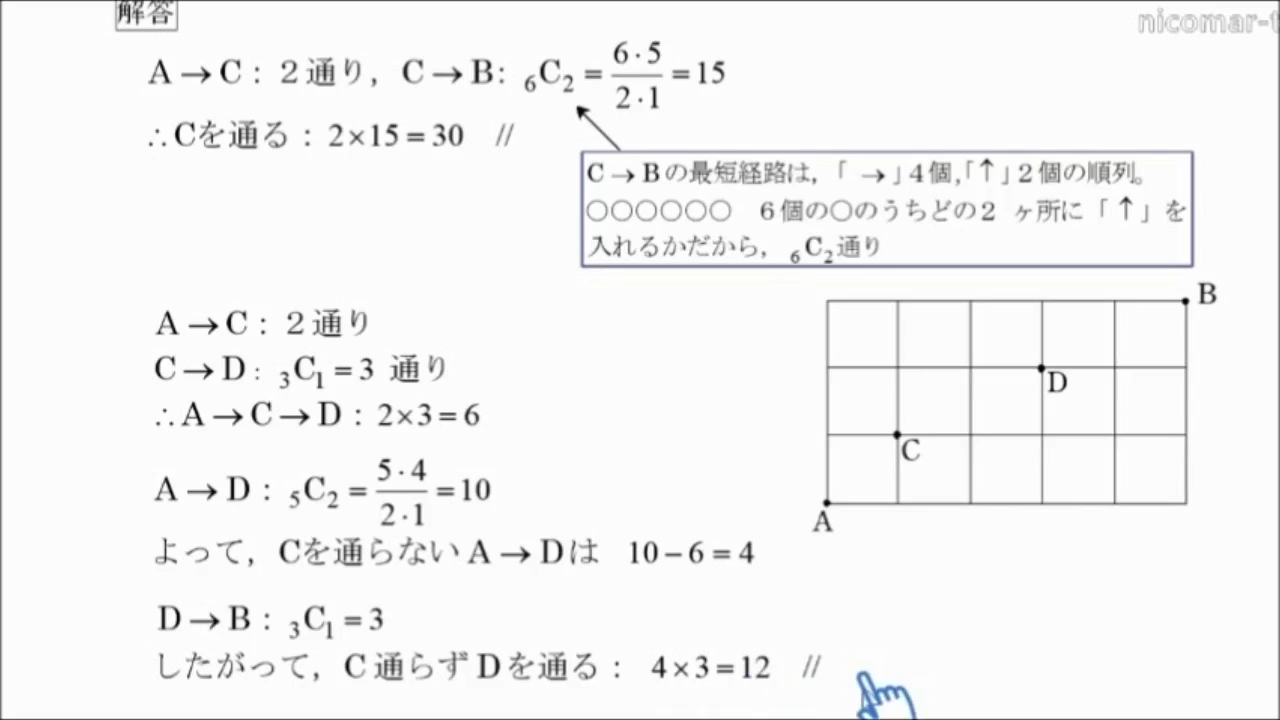 解答
nicomar-t
A→C：２通り，C→B：₆C₂ = 6·5/2·1 = 15
∴Cを通る：2×15＝30 //
C→Bの最短経路は，「→」4個，「↑」2個の順列。
○○○○○○　6個の○のうちどの2 ヶ所に「↑」を
入れるかだから，₆C₂通り
A→C：２通り
C→D：₃C₁＝3 通り
∴A→C→D：2×3＝6
A→D：₅C₂ = 5·4/2·1 = 10
よって，Cを通らないA→Dは 10－6＝4
D→B：₃C₁＝3
したがって，C通らずDを通る：4×3＝12 //
B
D
C
A